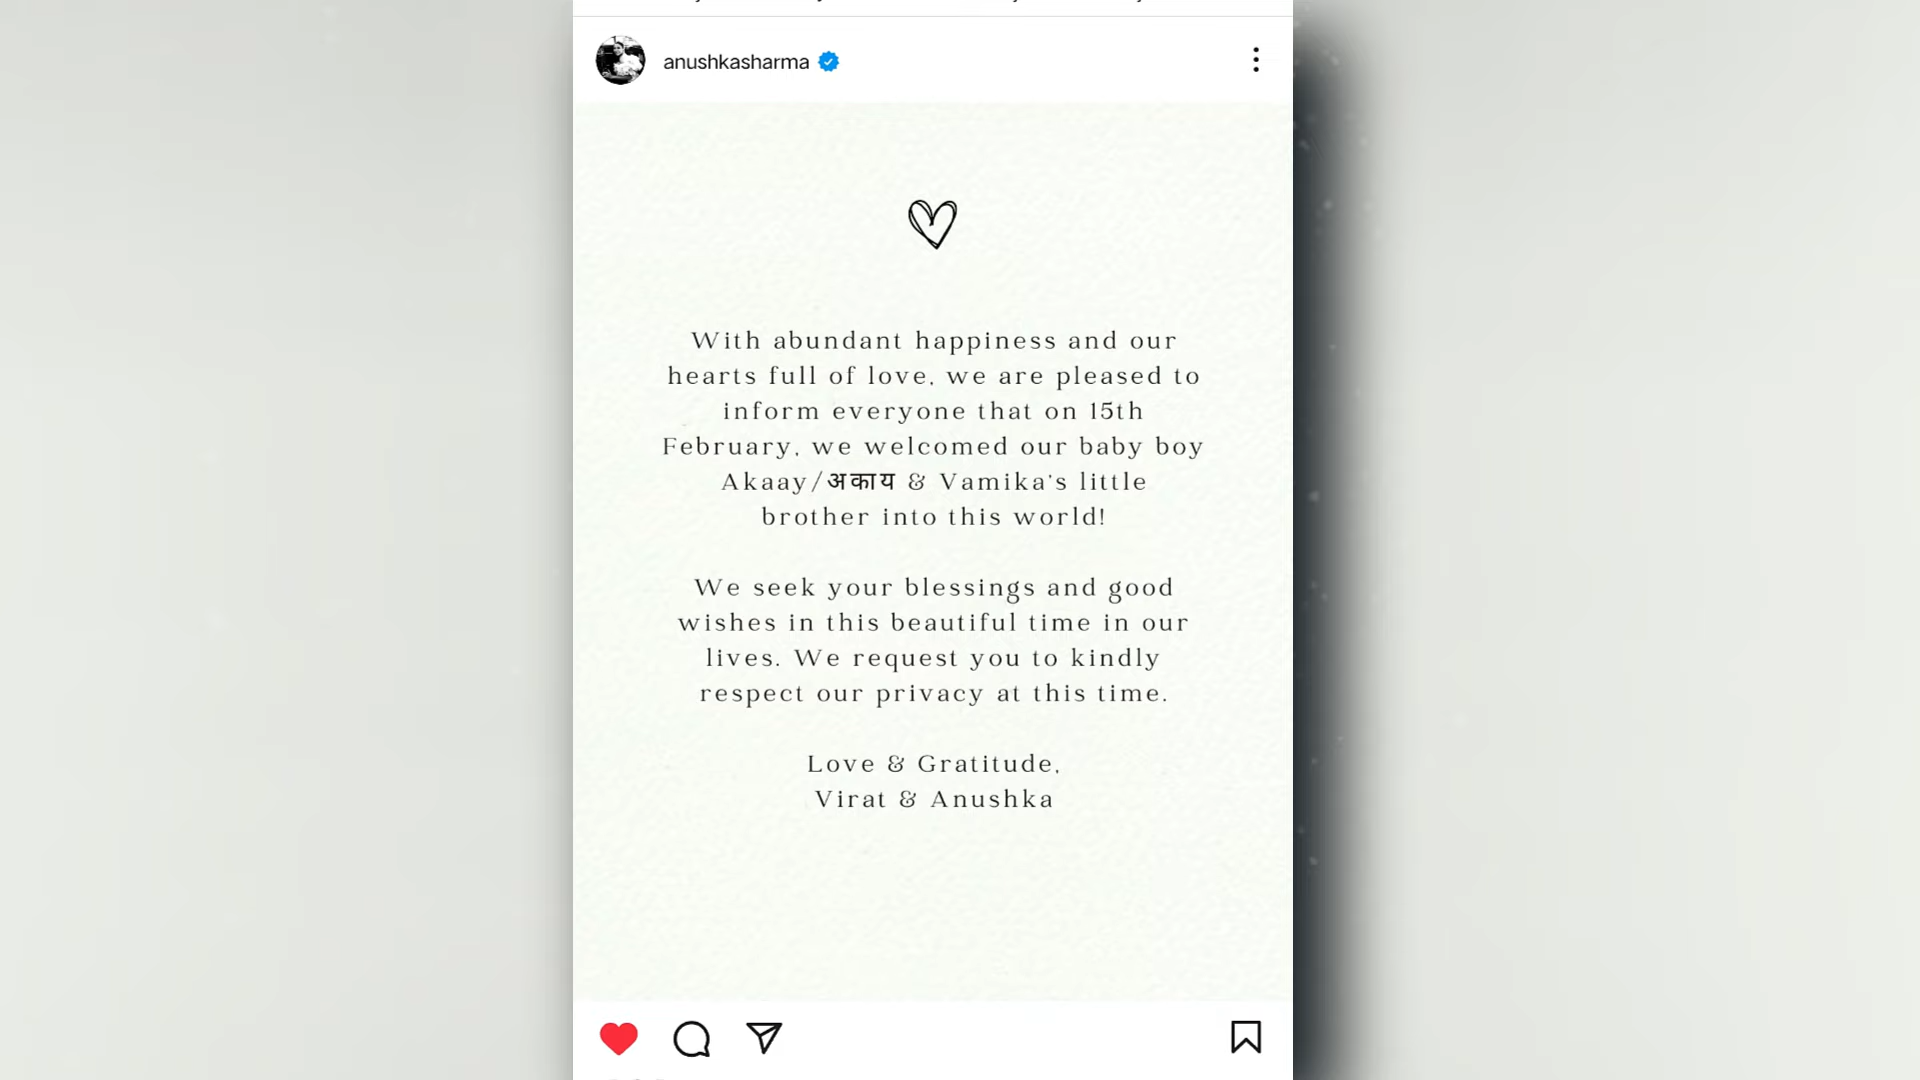 anushkasharma
With abundant happiness and our
hearts full of love, we are pleased to
inform everyone that on 15th
February, we welcomed our baby boy
Akaay/अकाय & Vamika's little
brother into this world!
We seek your blessings and good
wishes in this beautiful time in our
lives. We request you to kindly
respect our privacy at this time.
Love & Gratitude,
Virat & Anushka